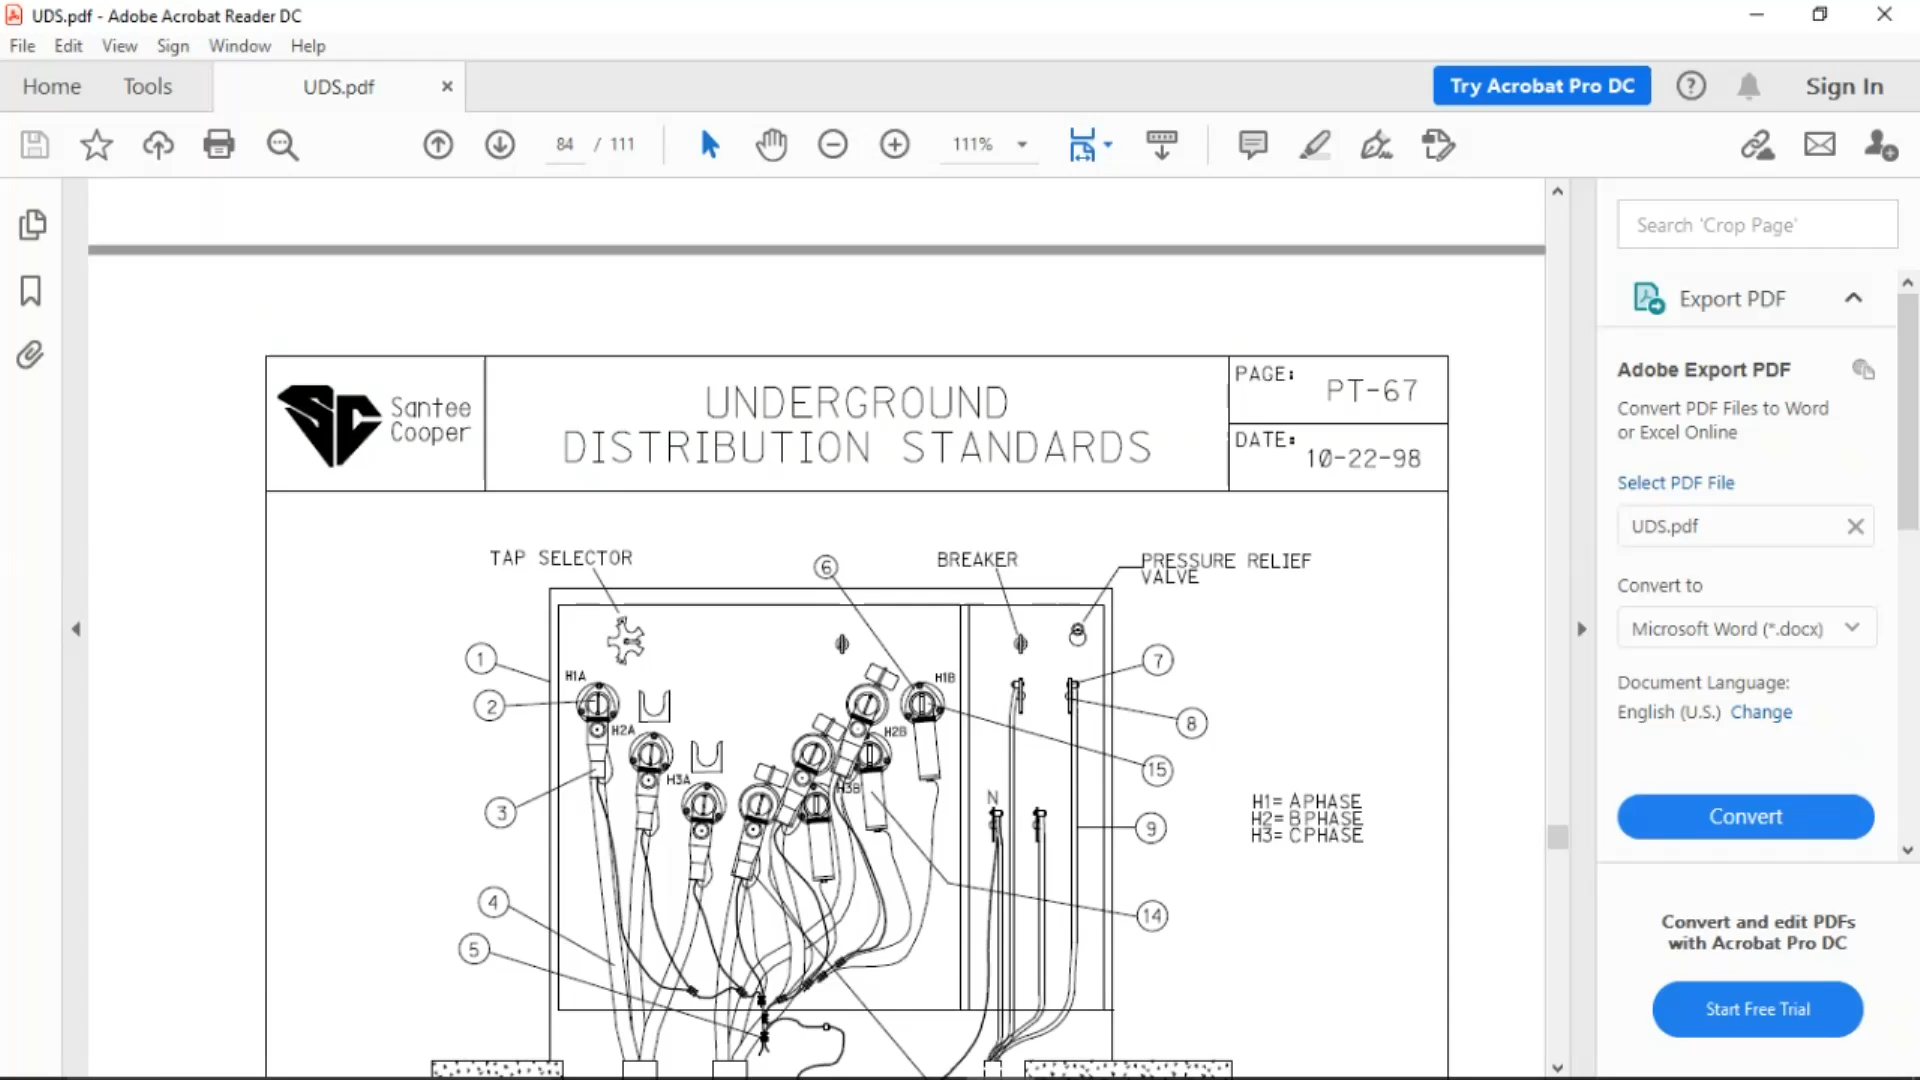 UDS.pdf - Adobe Acrobat Reader DC
File Edit View Sign Window Help
Home Tools UDS.pdf Try Acrobat Pro DC Sign In
84 / 111 111%
Search 'Crop Page'
Export PDF
Adobe Export PDF
Convert PDF Files to Word
or Excel Online
Select PDF File
UDS.pdf
Convert to
Microsoft Word (*.docx)
Document Language:
English (U.S.) Change
Convert
Convert and edit PDFs
with Acrobat Pro DC
Start Free Trial
SC
Santee
Cooper
UNDERGROUND
DISTRIBUTION STANDARDS
PAGE: PT-67
DATE: 10-22-98
TAP SELECTOR
6
BREAKER
PRESSURE RELIEF
VALVE
1
7
H1A
H1B
2
8
H2A
H2B
15
H3A
H3B
N
3
9
H1= A PHASE
H2= B PHASE
H3= C PHASE
4
14
5